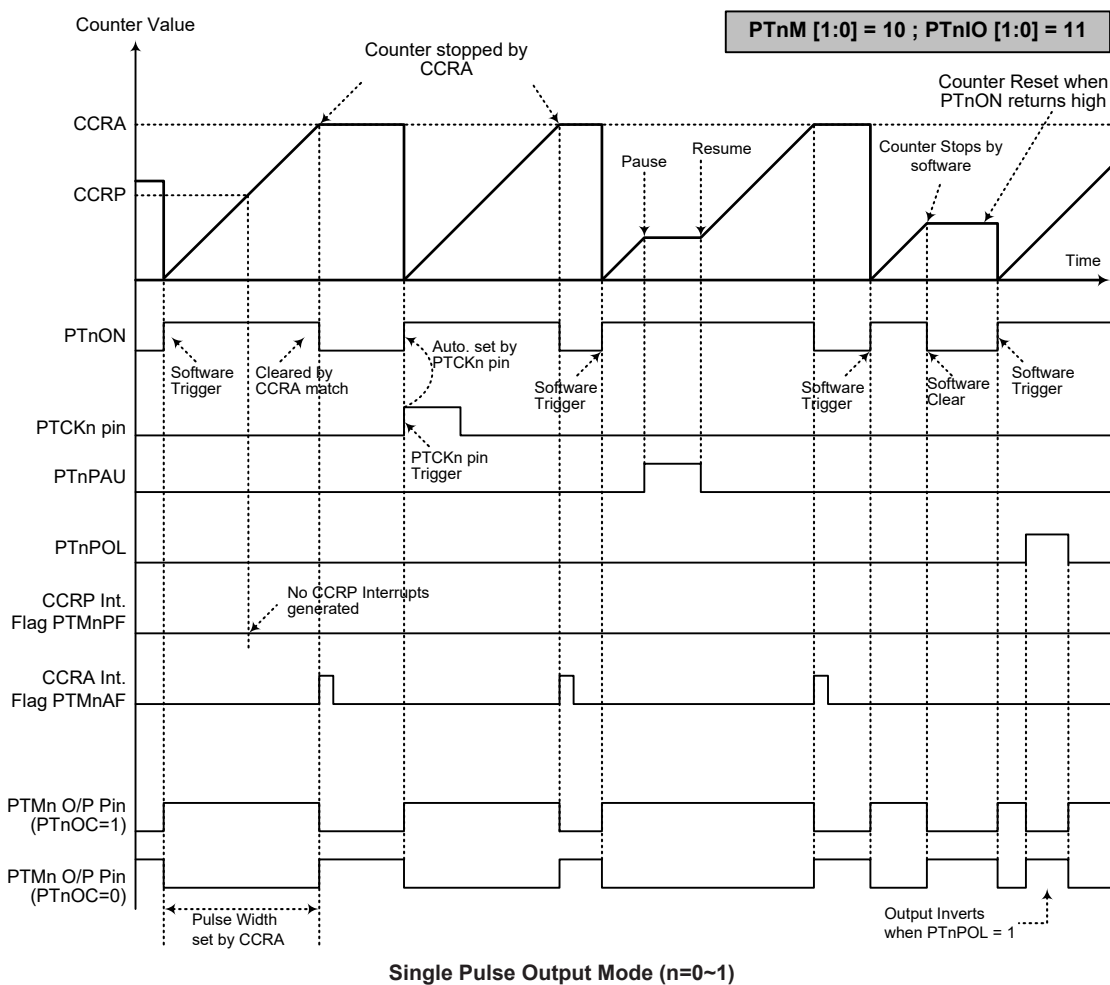 Counter Value
PTnM [1:0] = 10 ; PTnIO [1:0] = 11
Counter stopped by
CCRA
Counter Reset when
PTnON returns high
CCRA
Pause
Resume
Counter Stops by
software
CCRP
Time
PTnON
Software
Trigger
Cleared by
CCRA match
Auto. set by
PTCKn pin
Software
Trigger
Software
Trigger
Software
Clear
Software
Trigger
PTCKn pin
PTCKn pin
Trigger
PTnPAU
PTnPOL
CCRP Int.
Flag PTMnPF
No CCRP Interrupts
generated
CCRA Int.
Flag PTMnAF
PTMn O/P Pin
(PTnOC=1)
PTMn O/P Pin
(PTnOC=0)
Pulse Width
set by CCRA
Output Inverts
when PTnPOL = 1
Single Pulse Output Mode (n=0~1)